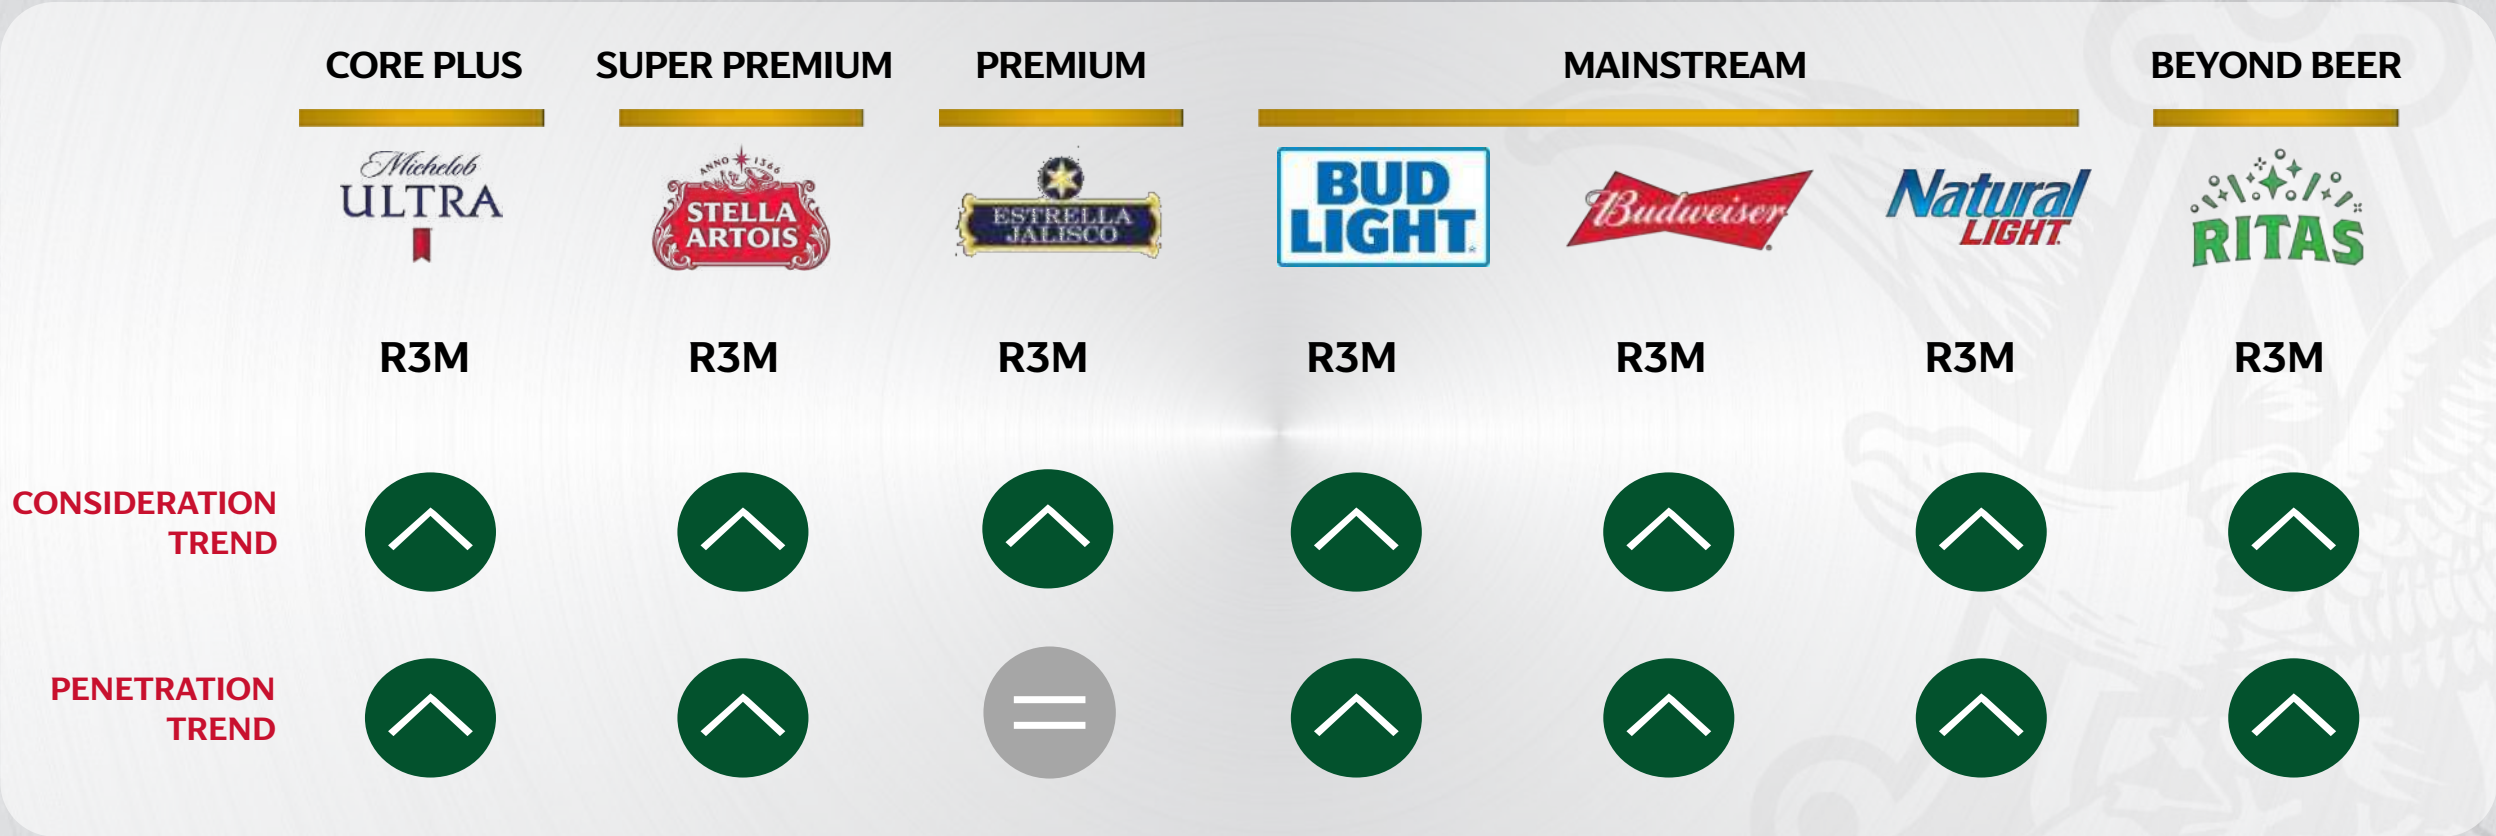 CORE PLUS
SUPER PREMIUM
PREMIUM
MAINSTREAM
BEYOND BEER
Michelob
ULTRA
ANNO 1366
STELLA
ARTOIS
ESTRELLA
JALISCO
BUD
LIGHT
Budweiser
Natural
LIGHT
RITAS
R3M
R3M
R3M
R3M
R3M
R3M
R3M
CONSIDERATION
TREND
PENETRATION
TREND